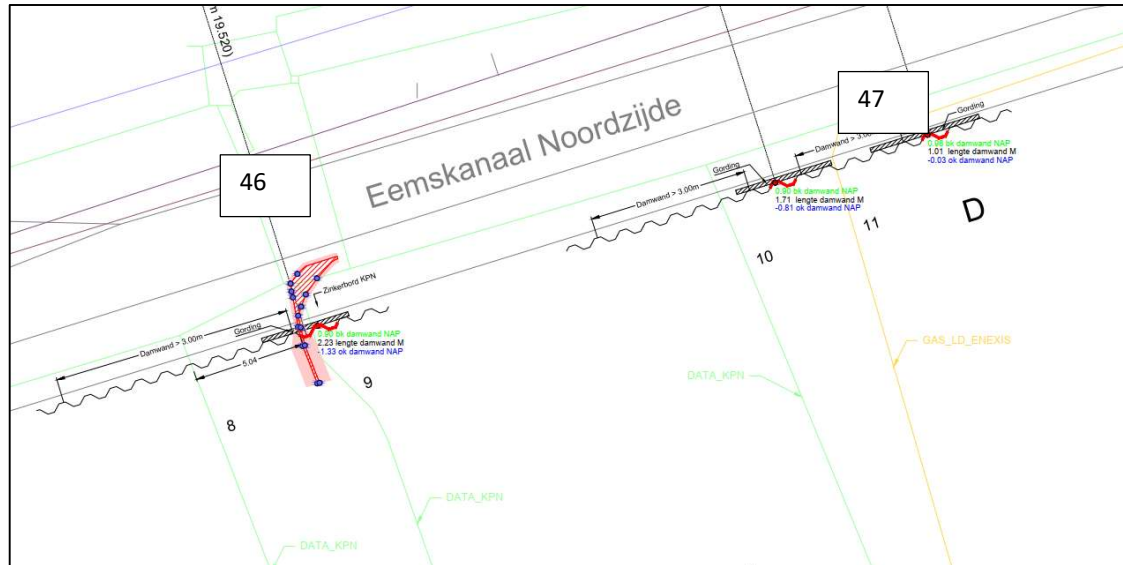 m 19.520)
46
47
Eemskanaal Noordzijde
Gording
Damwand > 3.00
0.98 bk damwand NAP
1.01 lengte damwand M
-0.03 ok damwand NAP
Gording
Damwand > 3.00m
0.90 bk damwand NAP
1.71 lengte damwand M
-0.81 ok damwand NAP
D
11
10
Zinkerbord KPN
Gording
Damwand > 3.00m
0.90 bk damwand NAP
2.23 lengte damwand M
-1.33 ok damwand NAP
5.04
9
8
GAS_LD_ENEXIS
DATA_KPN
DATA_KPN
DATA_KPN